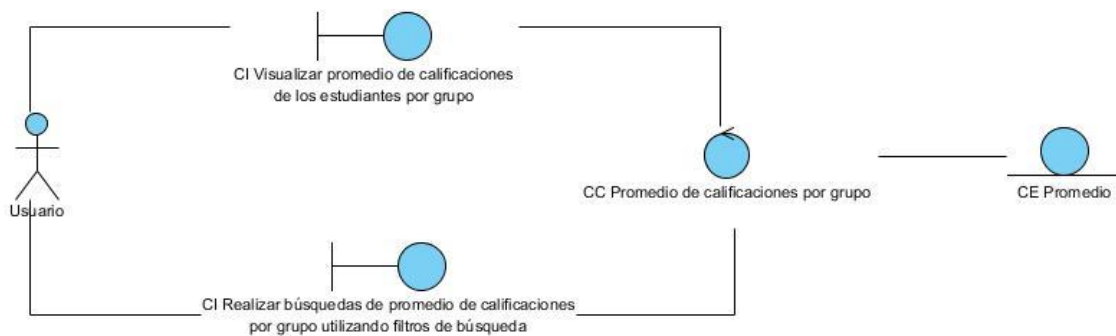 CI Visualizar promedio de calificaciones
de los estudiantes por grupo
Usuario
CC Promedio de calificaciones por grupo
CE Promedio
CI Realizar búsquedas de promedio de calificaciones
por grupo utilizando filtros de búsqueda